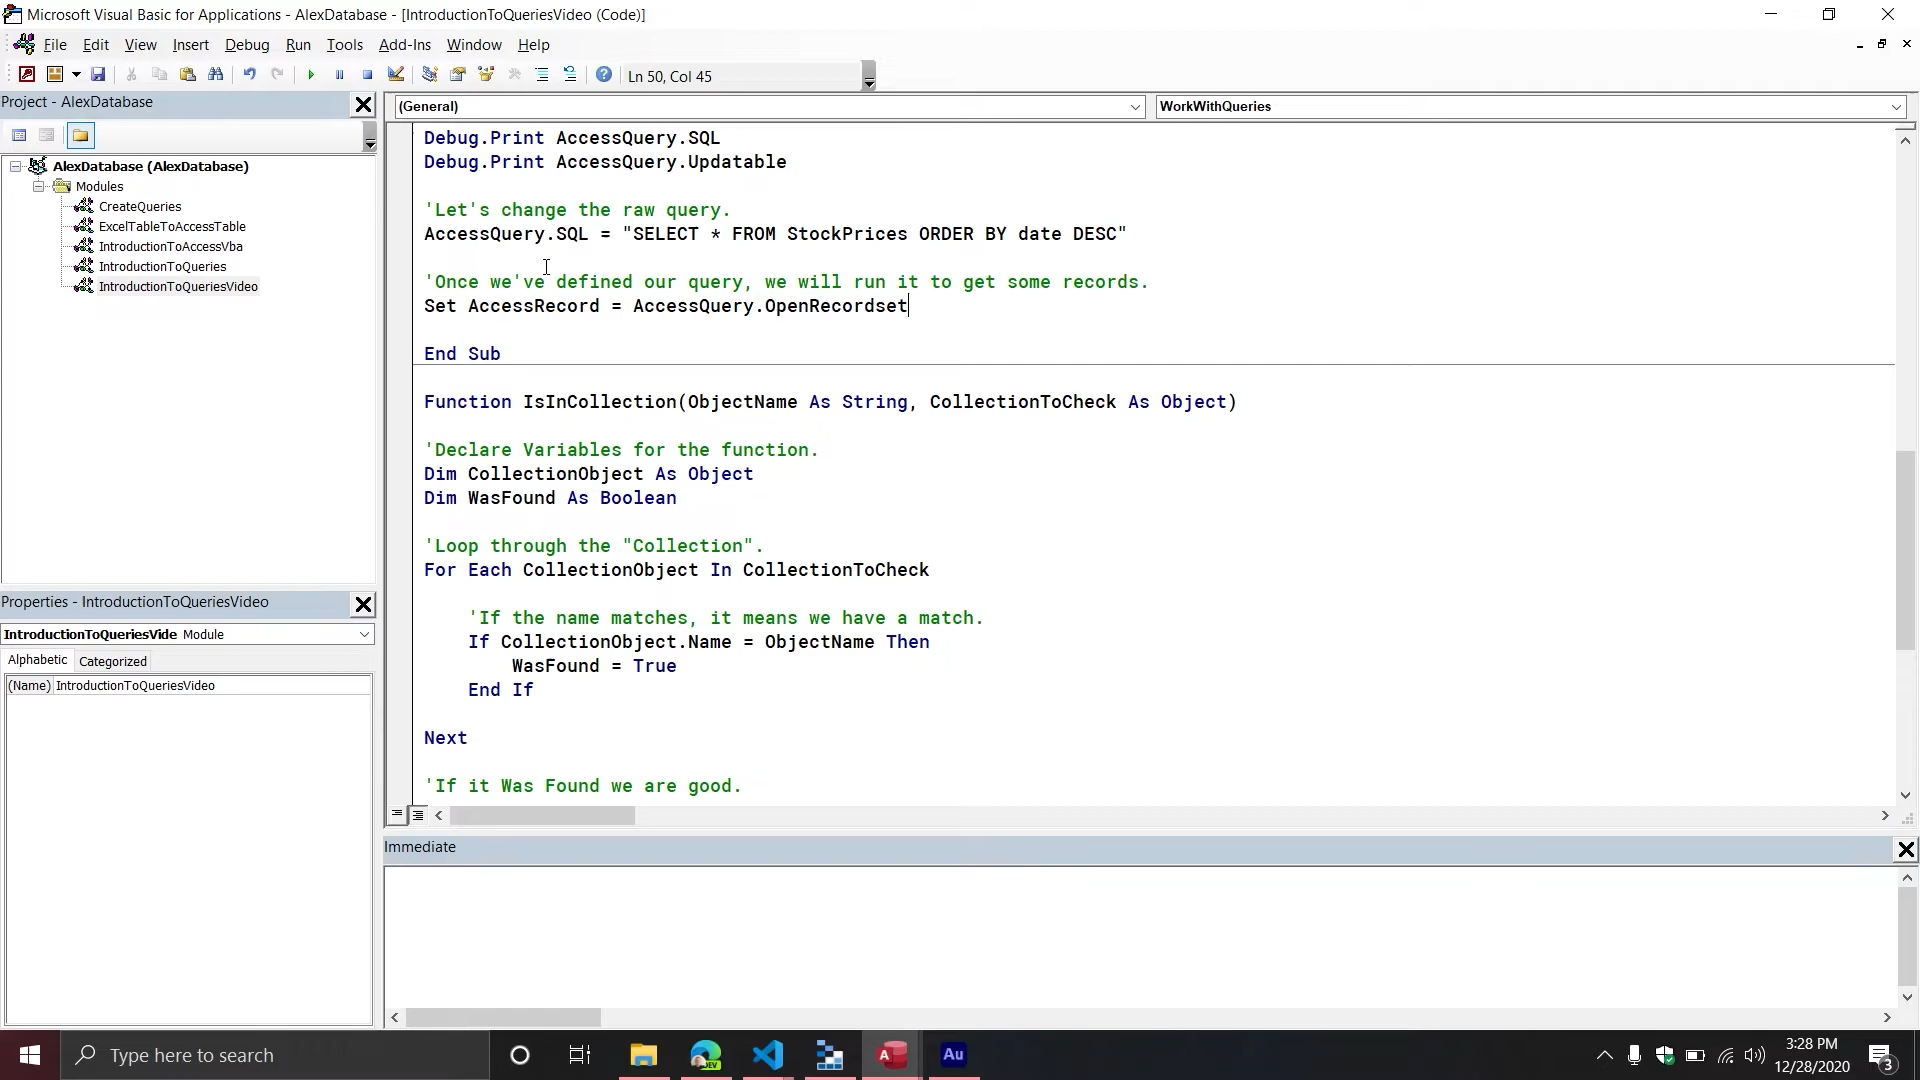 Microsoft Visual Basic for Applications - AlexDatabase - [IntroductionToQueriesVideo (Code)]
File Edit View Insert Debug Run Tools Add-Ins Window Help
Ln 50, Col 45
Project - AlexDatabase
AlexDatabase (AlexDatabase)
Modules
CreateQueries
ExcelTableToAccessTable
IntroductionToAccessVba
IntroductionToQueries
IntroductionToQueriesVideo
Properties - IntroductionToQueriesVideo
IntroductionToQueriesVide Module
Alphabetic Categorized
(Name) IntroductionToQueriesVideo
(General) WorkWithQueries
Debug.Print AccessQuery.SQL
Debug.Print AccessQuery.Updatable
'Let's change the raw query.
AccessQuery.SQL = "SELECT * FROM StockPrices ORDER BY date DESC"
'Once we've defined our query, we will run it to get some records.
Set AccessRecord = AccessQuery.OpenRecordset
End Sub
Function IsInCollection(ObjectName As String, CollectionToCheck As Object)
'Declare Variables for the function.
Dim CollectionObject As Object
Dim WasFound As Boolean
'Loop through the "Collection".
For Each CollectionObject In CollectionToCheck
'If the name matches, it means we have a match.
If CollectionObject.Name = ObjectName Then
WasFound = True
End If
Next
'If it Was Found we are good.
Immediate
Type here to search
DEV
A
Au
3:28 PM
12/28/2020
3